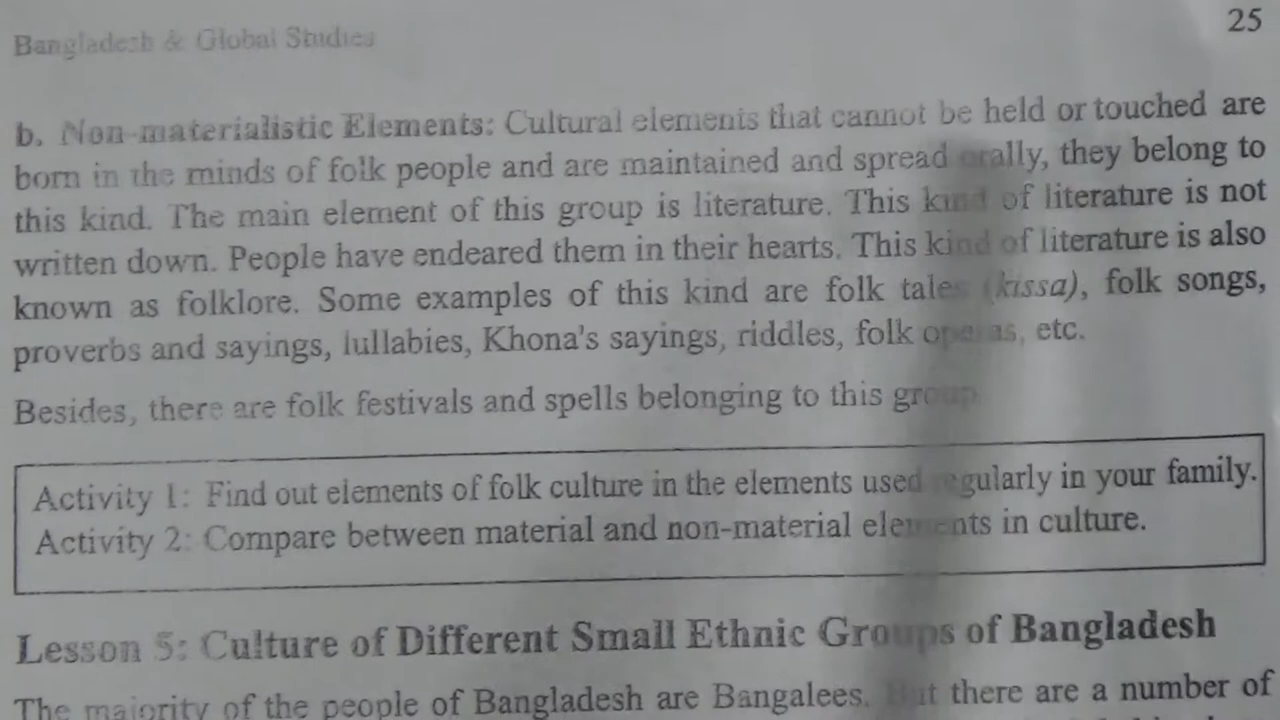 Bangladesh & Global Studies
25
b. Non-materialistic Elements: Cultural elements that cannot be held or touched are
born in the minds of folk people and are maintained and spread orally, they belong to
this kind. The main element of this group is literature. This kind of literature is not
written down. People have endeared them in their hearts. This kind of literature is also
known as folklore. Some examples of this kind are folk tales (kissa), folk songs,
proverbs and sayings, lullabies, Khona's sayings, riddles, folk operas, etc.
Besides, there are folk festivals and spells belonging to this group
Activity 1: Find out elements of folk culture in the elements used regularly in your family.
Activity 2: Compare between material and non-material elements in culture.
Lesson 5: Culture of Different Small Ethnic Groups of Bangladesh
The majority of the people of Bangladesh are Bangalees. But there are a number of